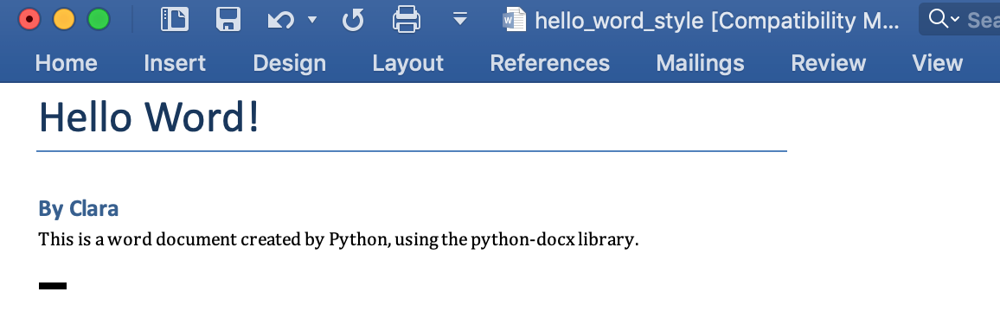 hello_word_style [Compatibility M...
Sea
Home Insert Design Layout References Mailings Review View
Hello Word!
By Clara
This is a word document created by Python, using the python-docx library.